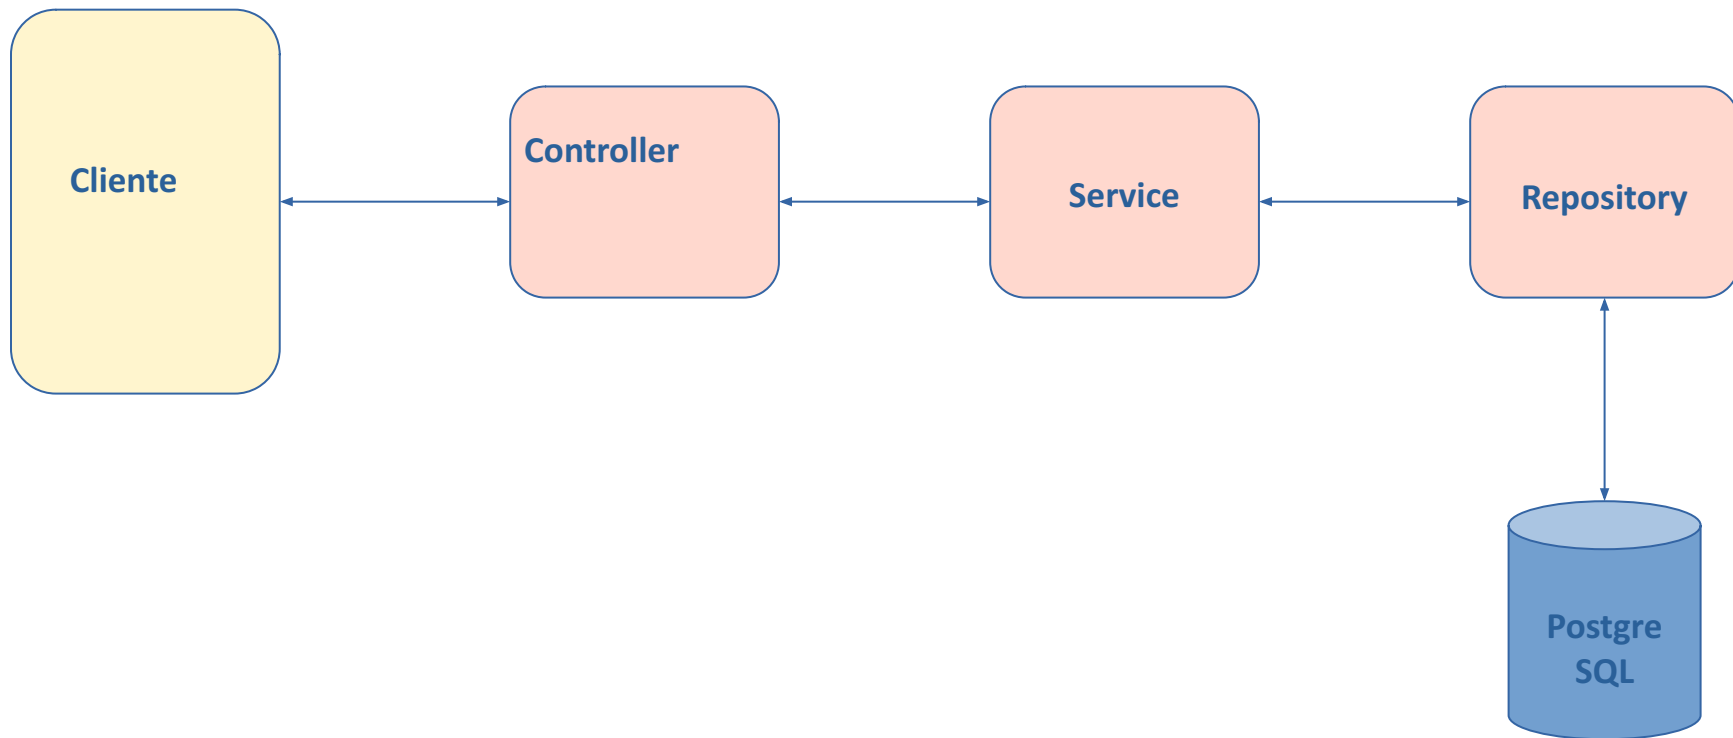 Cliente
Controller
Service
Repository
Postgre
SQL